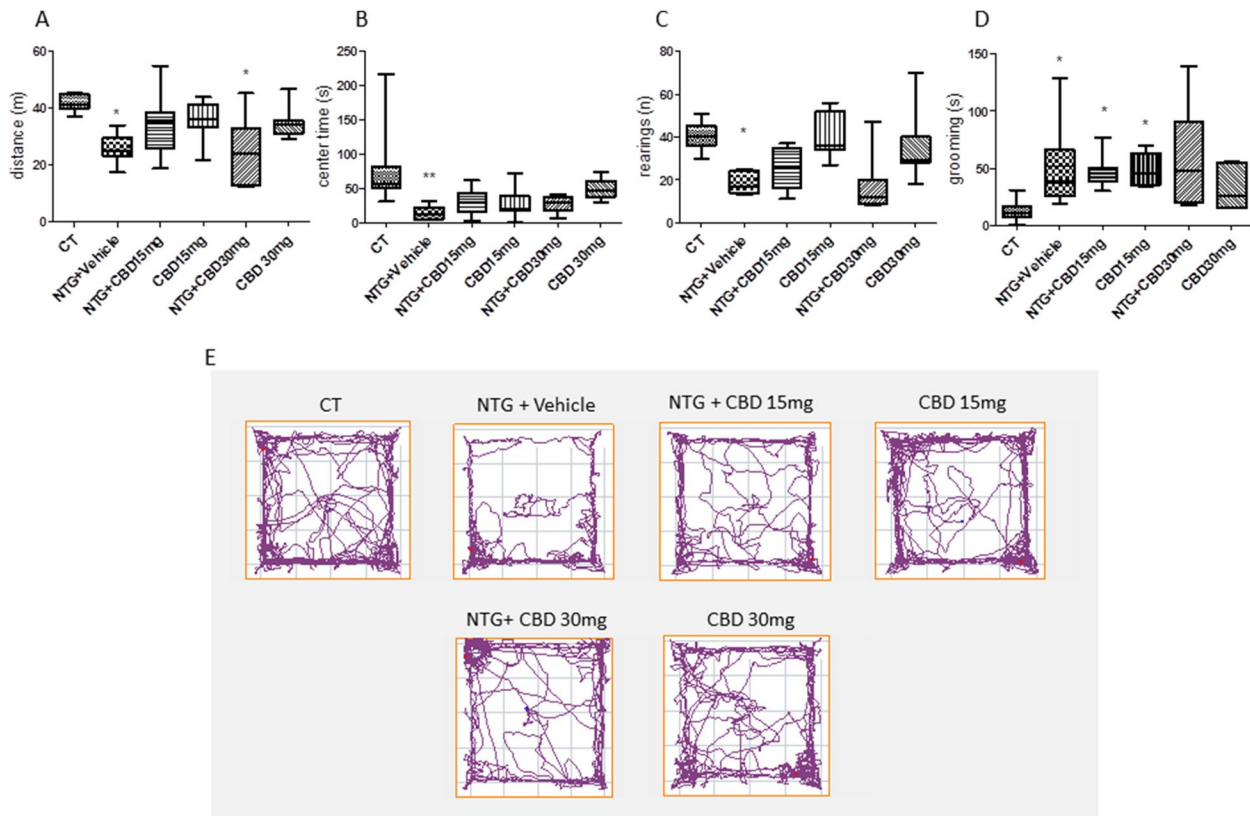 A
distance (m)
60
40
20
0
*
*
CT
NTG+Vehicle
NTG+CBD15mg
CBD15mg
NTG+CBD30mg
CBD 30mg
B
center time (s)
250
200
150
100
50
0
**
CT
NTG+Vehicle
NTG+CBD15mg
CBD15mg
NTG+CBD30mg
CBD 30mg
C
rearings (n)
80
60
40
20
0
*
CT
NTG+Vehicle
NTG+CBD15mg
CBD15mg
NTG+CBD30mg
CBD30mg
D
grooming (s)
150
100
50
0
*
*
*
CT
NTG+Vehicle
NTG+CBD15mg
CBD15mg
NTG+CBD30mg
CBD30mg
E
CT
NTG + Vehicle
NTG + CBD 15mg
CBD 15mg
NTG+ CBD 30mg
CBD 30mg